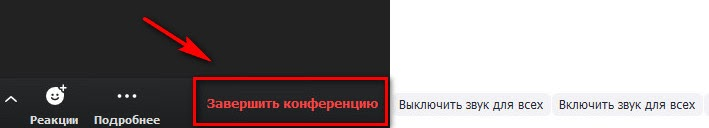 Завершить конференцию
Выключить звук для всех
Включить звук для всех
Реакции
Подробнее